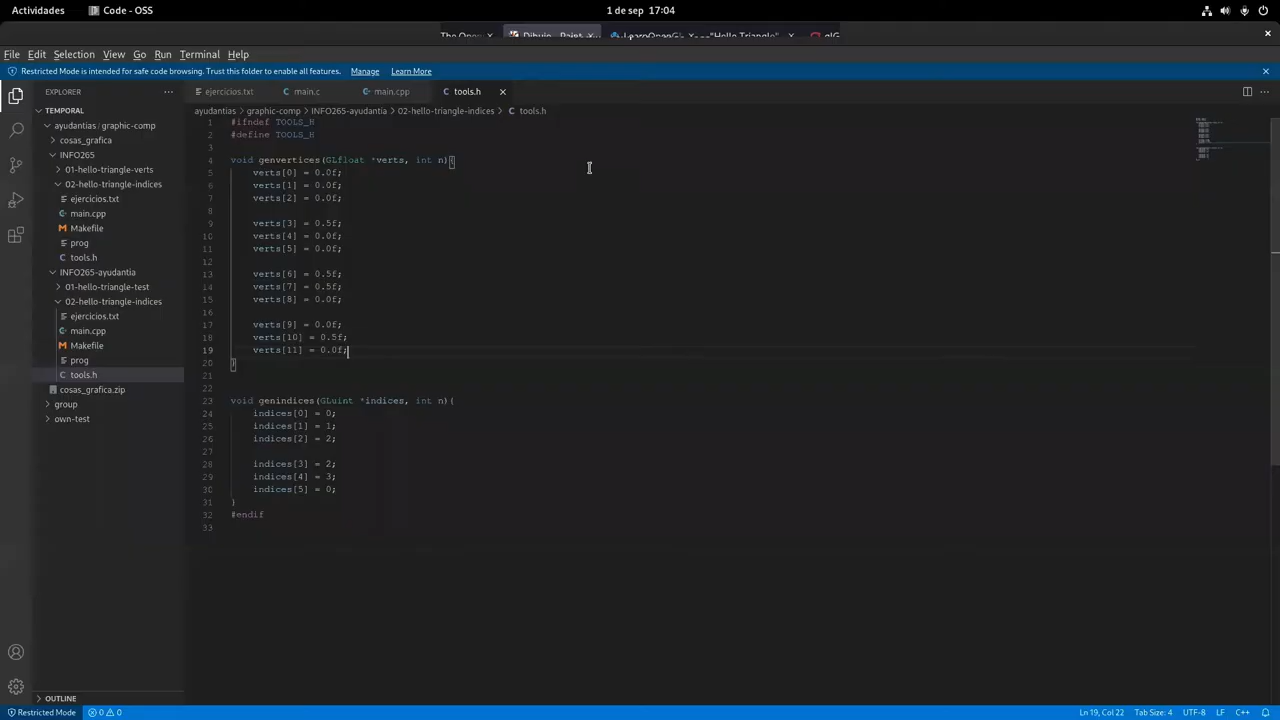 Actividades
Code - OSS
1 de sep 17:04
The Ope
Dibujo - Paint
LearnOpenGL
"Hello Triangle"
File Edit Selection View Go Run Terminal Help
Restricted Mode is intended for safe code browsing. Trust this folder to enable all features. Manage Learn More
EXPLORER
ejercicios.txt
main.c
main.cpp
tools.h
TEMPORAL
ayudantias / graphic-comp
cosas_grafica
INFO265
01-hello-triangle-verts
02-hello-triangle-indices
ejercicios.txt
main.cpp
Makefile
prog
tools.h
INFO265-ayudantia
01-hello-triangle-test
02-hello-triangle-indices
ejercicios.txt
main.cpp
Makefile
prog
tools.h
cosas_grafica.zip
group
own-test
OUTLINE
ayudantias > graphic-comp > INFO265-ayudantia > 02-hello-triangle-indices > tools.h
1 #ifndef TOOLS_H
2 #define TOOLS_H
3
4 void genvertices(GLfloat *verts, int n){
5 verts[0] = 0.0f;
6 verts[1] = 0.0f;
7 verts[2] = 0.0f;
8
9 verts[3] = 0.5f;
10 verts[4] = 0.0f;
11 verts[5] = 0.0f;
12
13 verts[6] = 0.5f;
14 verts[7] = 0.5f;
15 verts[8] = 0.0f;
16
17 verts[9] = 0.0f;
18 verts[10] = 0.5f;
19 verts[11] = 0.0f;
20 }
21
22
23 void genindices(GLuint *indices, int n){
24 indices[0] = 0;
25 indices[1] = 1;
26 indices[2] = 2;
27
28 indices[3] = 2;
29 indices[4] = 3;
30 indices[5] = 0;
31 }
32 #endif
33
Restricted Mode
0 0
Ln 19, Col 22
Tab Size: 4
UTF-8
LF
C++